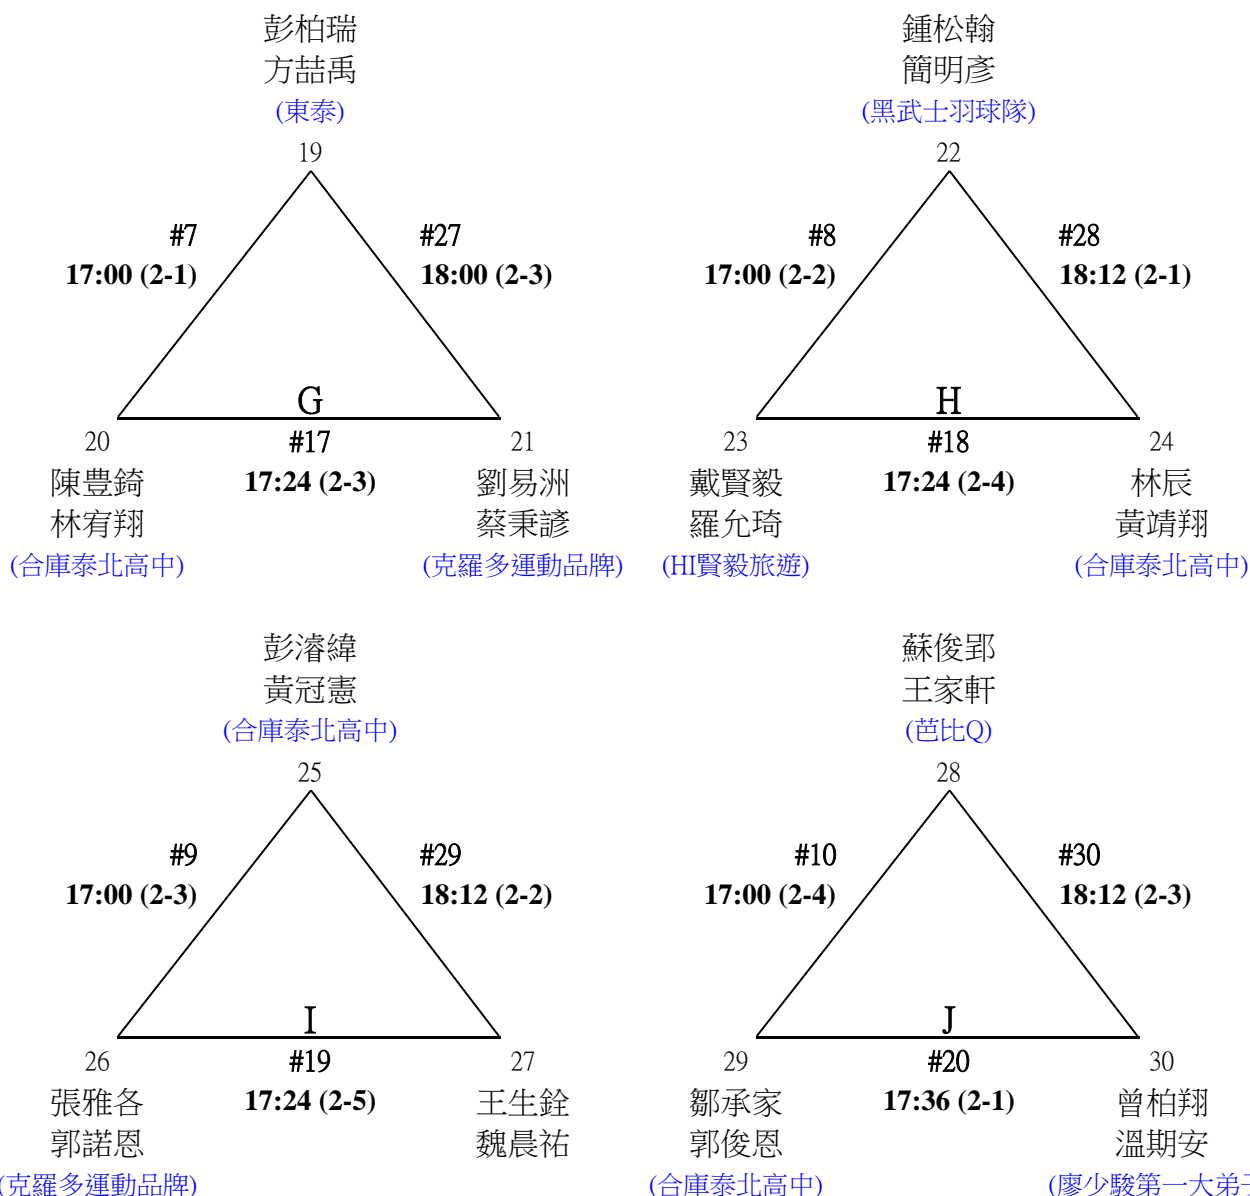 彭柏瑞
方喆禹
(東泰)
19
#7
17:00 (2-1)
#27
18:00 (2-3)
G
20
#17
21
陳豊錡
林宥翔
(合庫泰北高中)
17:24 (2-3)
劉易洲
蔡秉諺
(克羅多運動品牌)
鍾松翰
簡明彥
(黑武士羽球隊)
22
#8
17:00 (2-2)
#28
18:12 (2-1)
H
23
#18
24
戴賢毅
羅允琦
(HI賢毅旅遊)
17:24 (2-4)
林辰
黃靖翔
(合庫泰北高中)
彭濬緯
黃冠憲
(合庫泰北高中)
25
#9
17:00 (2-3)
#29
18:12 (2-2)
I
26
#19
27
張雅各
郭諾恩
(克羅多運動品牌)
17:24 (2-5)
王生銓
魏晨祐
蘇俊郢
王家軒
(芭比Q)
28
#10
17:00 (2-4)
#30
18:12 (2-3)
J
29
#20
30
鄒承家
郭俊恩
(合庫泰北高中)
17:36 (2-1)
曾柏翔
溫期安
(廖少駿第一大弟子